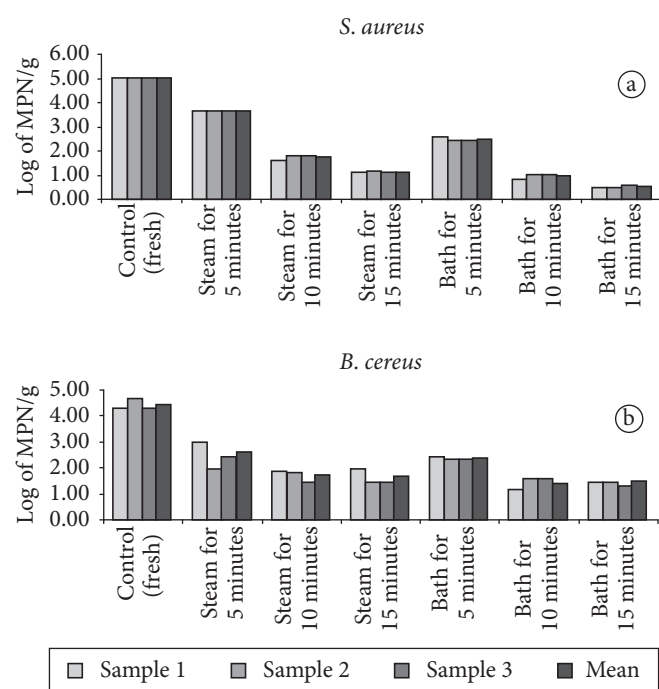 S. aureus
a
Log of MPN/g
6.00
5.00
4.00
3.00
2.00
1.00
0.00
Control
(fresh)
Steam for
5 minutes
Steam for
10 minutes
Steam for
15 minutes
Bath for
5 minutes
Bath for
10 minutes
Bath for
15 minutes
B. cereus
b
Log of MPN/g
5.00
4.00
3.00
2.00
1.00
0.00
Control
(fresh)
Steam for
5 minutes
Steam for
10 minutes
Steam for
15 minutes
Bath for
5 minutes
Bath for
10 minutes
Bath for
15 minutes
Sample 1 Sample 2 Sample 3 Mean